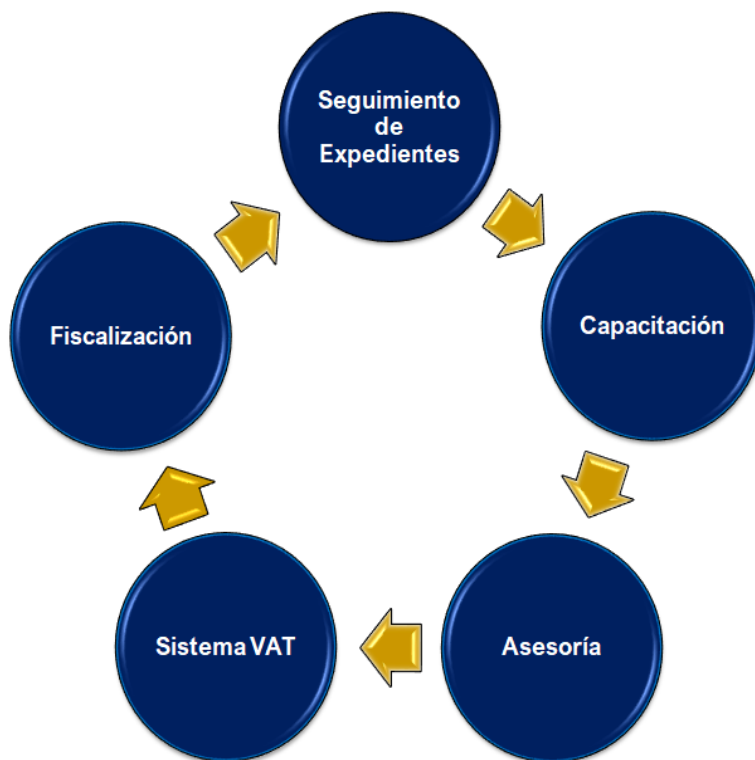 Seguimiento
de
Expedientes
Capacitación
Asesoría
Sistema VAT
Fiscalización